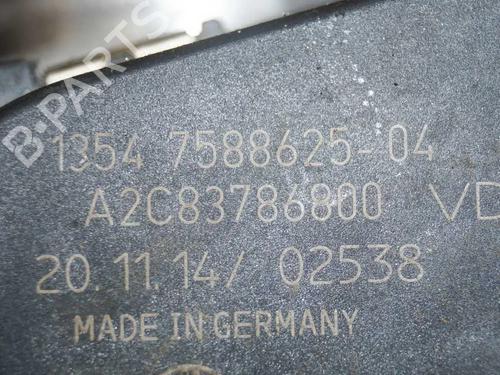 B-PARTS
1354 7588625-04
A2C83786800 VD
20.11.14/ 02538
MADE IN GERMANY